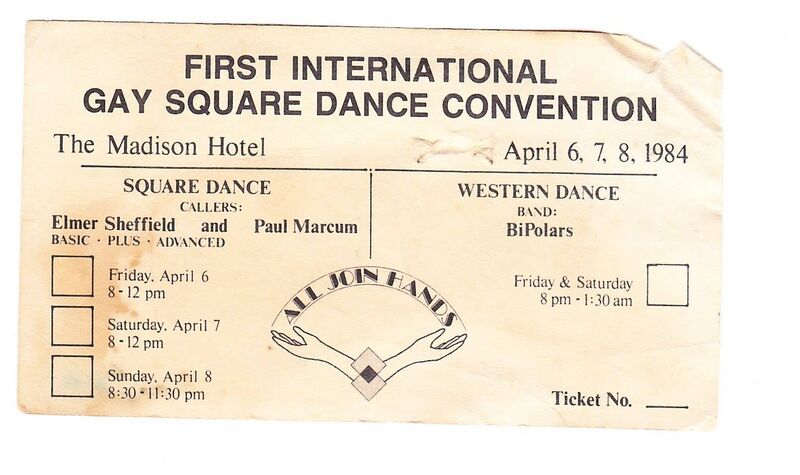 FIRST INTERNATIONAL
GAY SQUARE DANCE CONVENTION
The Madison Hotel
April 6, 7, 8, 1984
SQUARE DANCE
CALLERS:
Elmer Sheffield and Paul Marcum
BASIC · PLUS · ADVANCED
Friday, April 6
8 - 12 pm
Saturday, April 7
8 - 12 pm
Sunday, April 8
8:30 - 11:30 pm
ALL JOIN HANDS
WESTERN DANCE
BAND:
BiPolars
Friday & Saturday
8 pm - 1:30 am
Ticket No. ____